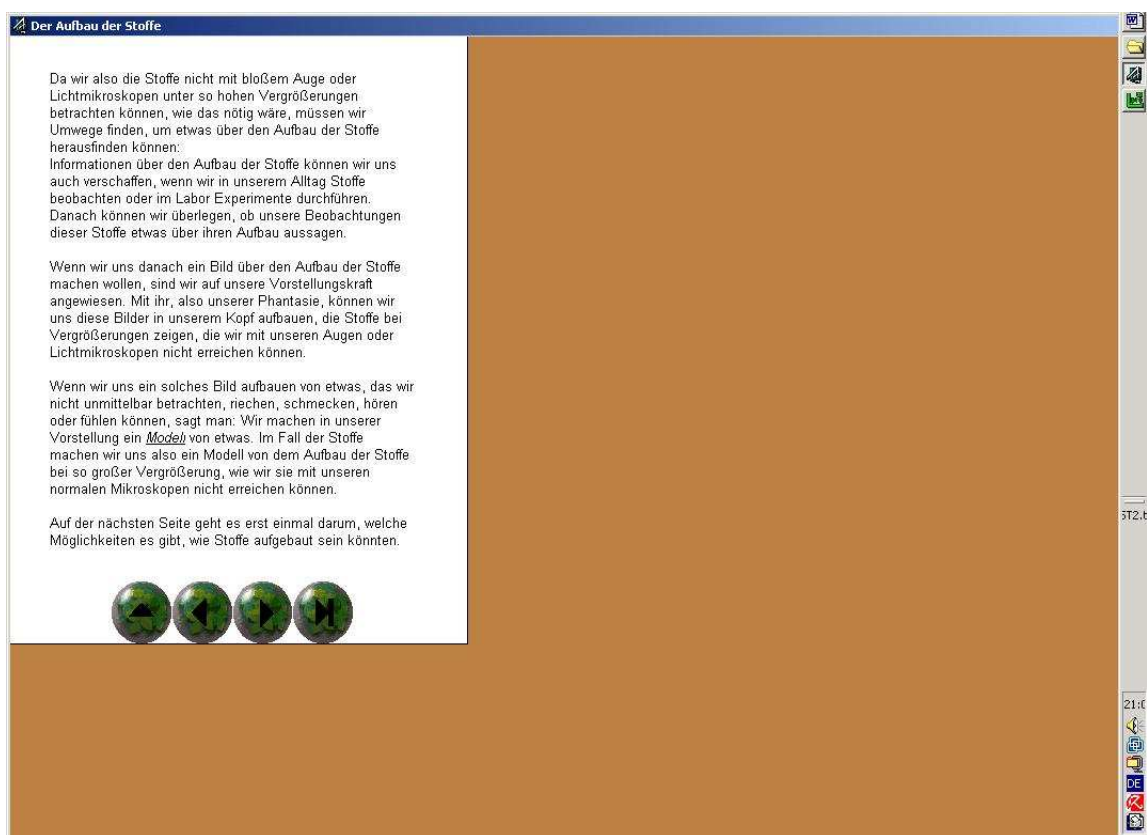 Der Aufbau der Stoffe
Da wir also die Stoffe nicht mit bloßem Auge oder
Lichtmikroskopen unter so hohen Vergrößerungen
betrachten können, wie das nötig wäre, müssen wir
Umwege finden, um etwas über den Aufbau der Stoffe
herausfinden können:
Informationen über den Aufbau der Stoffe können wir uns
auch verschaffen, wenn wir in unserem Alltag Stoffe
beobachten oder im Labor Experimente durchführen.
Danach können wir überlegen, ob unsere Beobachtungen
dieser Stoffe etwas über ihren Aufbau aussagen.
Wenn wir uns danach ein Bild über den Aufbau der Stoffe
machen wollen, sind wir auf unsere Vorstellungskraft
angewiesen. Mit ihr, also unserer Phantasie, können wir
uns diese Bilder in unserem Kopf aufbauen, die Stoffe bei
Vergrößerungen zeigen, die wir mit unseren Augen oder
Lichtmikroskopen nicht erreichen können.
Wenn wir uns ein solches Bild aufbauen von etwas, das wir
nicht unmittelbar betrachten, riechen, schmecken, hören
oder fühlen können, sagt man: Wir machen in unserer
Vorstellung ein Modell von etwas. Im Fall der Stoffe
machen wir uns also ein Modell von dem Aufbau der Stoffe
bei so großer Vergrößerung, wie wir sie mit unseren
normalen Mikroskopen nicht erreichen können.
Auf der nächsten Seite geht es erst einmal darum, welche
Möglichkeiten es gibt, wie Stoffe aufgebaut sein könnten.
DE